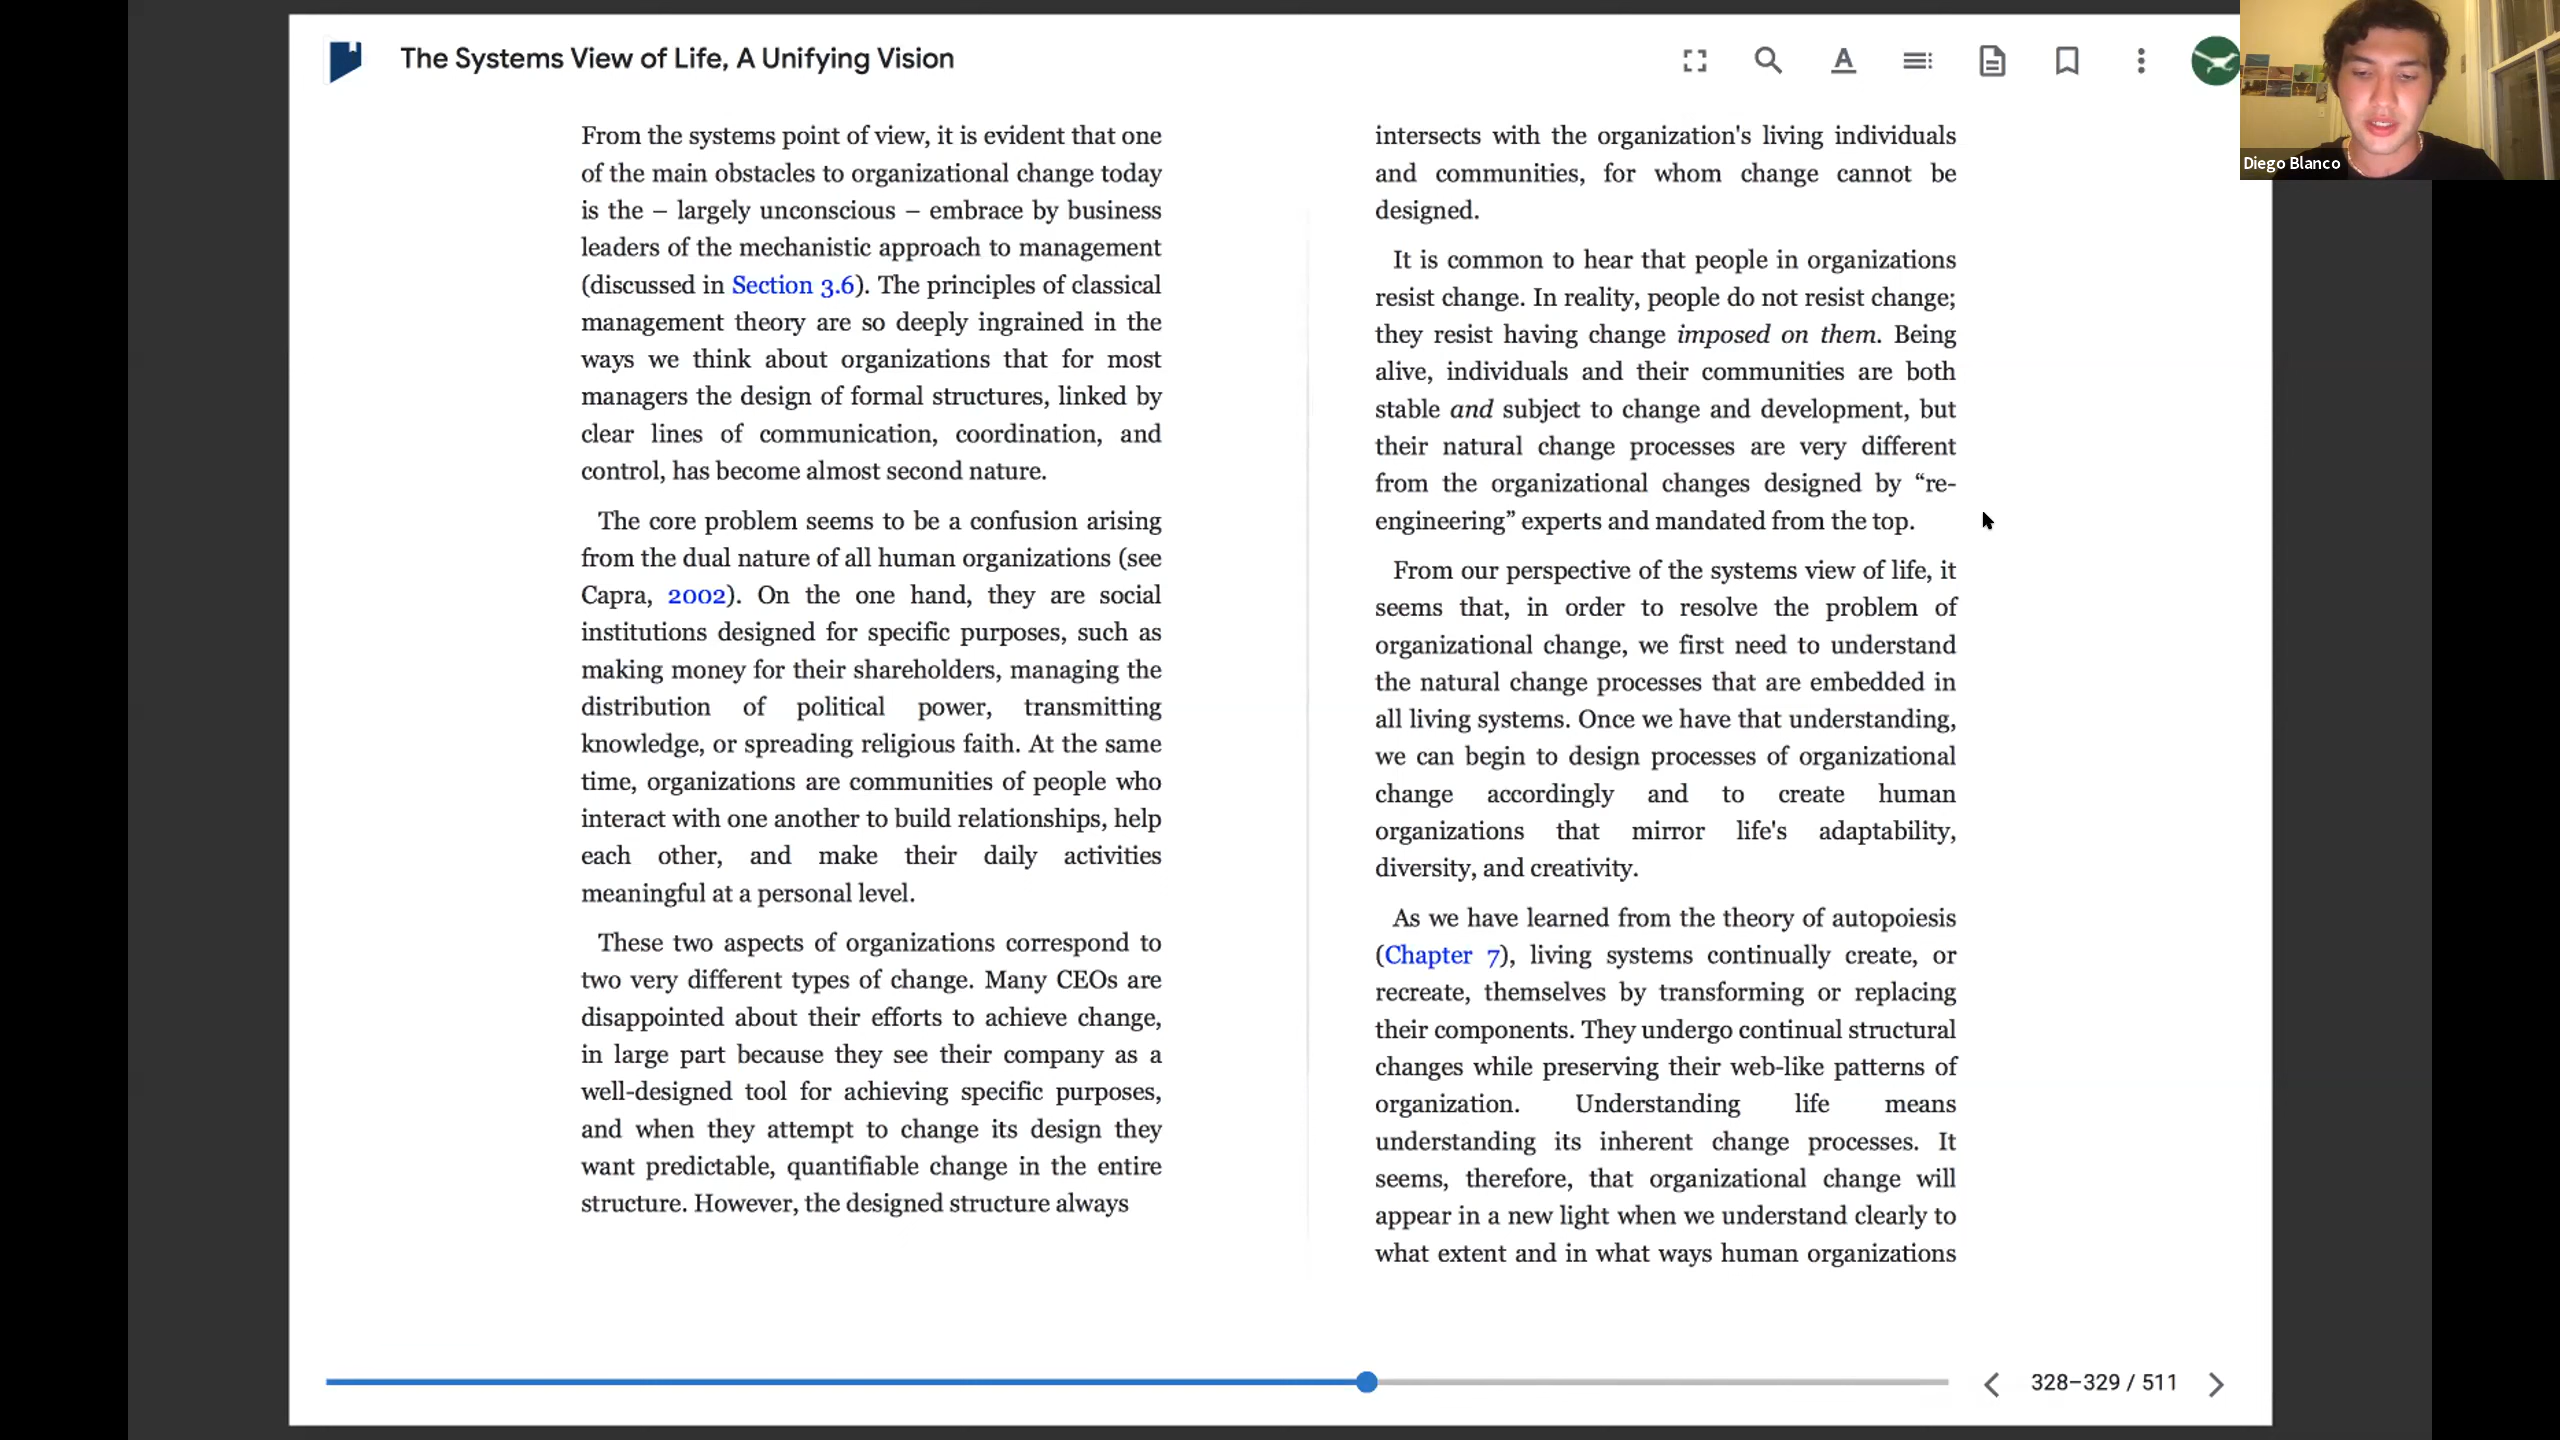 The Systems View of Life, A Unifying Vision
Diego Blanco
From the systems point of view, it is evident that one
of the main obstacles to organizational change today
is the – largely unconscious – embrace by business
leaders of the mechanistic approach to management
(discussed in Section 3.6). The principles of classical
management theory are so deeply ingrained in the
ways we think about organizations that for most
managers the design of formal structures, linked by
clear lines of communication, coordination, and
control, has become almost second nature.
The core problem seems to be a confusion arising
from the dual nature of all human organizations (see
Capra, 2002). On the one hand, they are social
institutions designed for specific purposes, such as
making money for their shareholders, managing the
distribution of political power, transmitting
knowledge, or spreading religious faith. At the same
time, organizations are communities of people who
interact with one another to build relationships, help
each other, and make their daily activities
meaningful at a personal level.
These two aspects of organizations correspond to
two very different types of change. Many CEOs are
disappointed about their efforts to achieve change,
in large part because they see their company as a
well-designed tool for achieving specific purposes,
and when they attempt to change its design they
want predictable, quantifiable change in the entire
structure. However, the designed structure always
intersects with the organization's living individuals
and communities, for whom change cannot be
designed.
It is common to hear that people in organizations
resist change. In reality, people do not resist change;
they resist having change imposed on them. Being
alive, individuals and their communities are both
stable and subject to change and development, but
their natural change processes are very different
from the organizational changes designed by “re-
engineering” experts and mandated from the top.
From our perspective of the systems view of life, it
seems that, in order to resolve the problem of
organizational change, we first need to understand
the natural change processes that are embedded in
all living systems. Once we have that understanding,
we can begin to design processes of organizational
change accordingly and to create human
organizations that mirror life's adaptability,
diversity, and creativity.
As we have learned from the theory of autopoiesis
(Chapter 7), living systems continually create, or
recreate, themselves by transforming or replacing
their components. They undergo continual structural
changes while preserving their web-like patterns of
organization. Understanding life means
understanding its inherent change processes. It
seems, therefore, that organizational change will
appear in a new light when we understand clearly to
what extent and in what ways human organizations
328–329 / 511